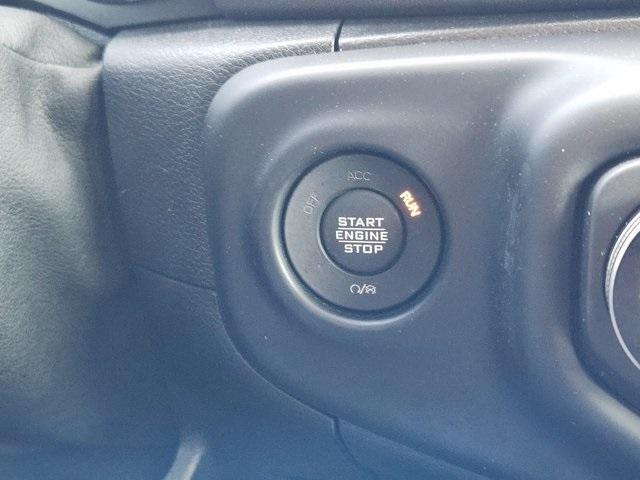 OFF ACC RUN
START
ENGINE
STOP